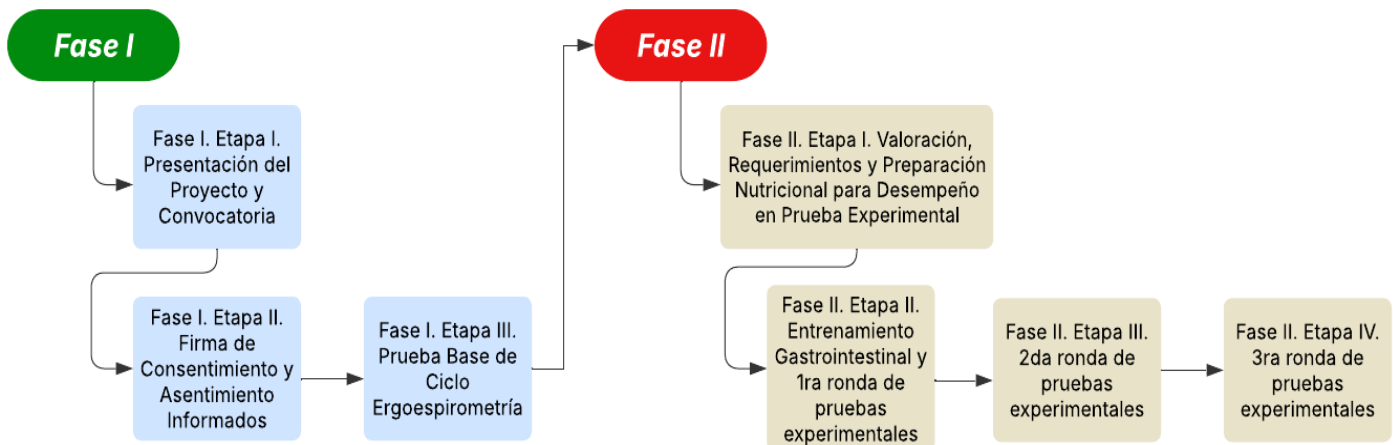 Fase I
Fase II
Fase I. Etapa I.
Presentación del
Proyecto y
Convocatoria
Fase II. Etapa I. Valoración,
Requerimientos y Preparación
Nutricional para Desempeño
en Prueba Experimental
Fase I. Etapa II.
Firma de
Consentimiento y
Asentimiento
Informados
Fase I. Etapa III.
Prueba Base de
Ciclo
Ergoespirometría
Fase II. Etapa II.
Entrenamiento
Gastrointestinal y
1ra ronda de
pruebas
experimentales
Fase II. Etapa III.
2da ronda de
pruebas
experimentales
Fase II. Etapa IV.
3ra ronda de
pruebas
experimentales